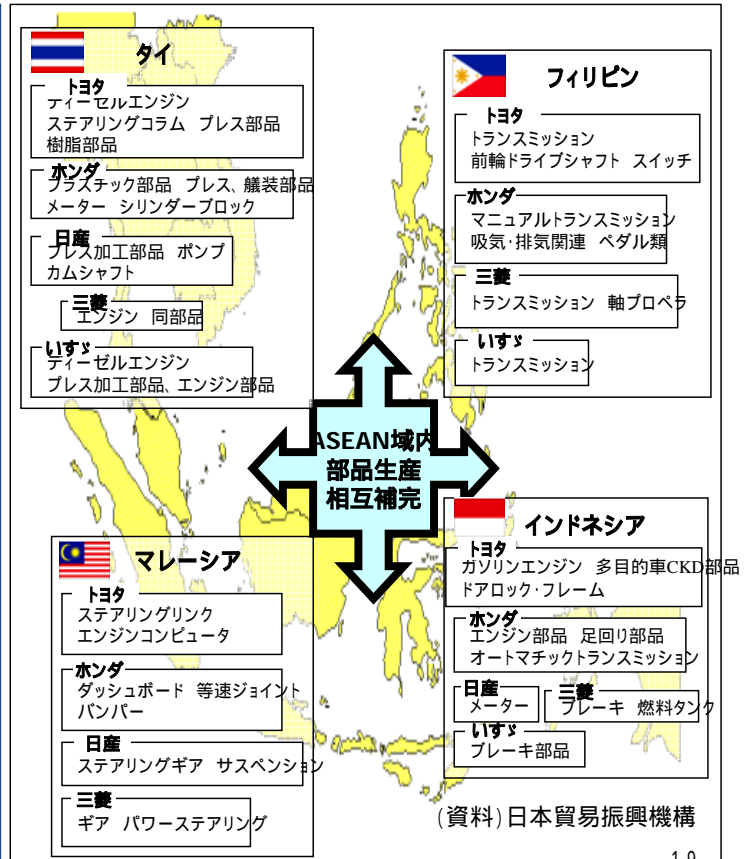 タイ
トヨタ
ディーゼルエンジン
ステアリングコラム プレス部品
樹脂部品
ホンダ
プラスチック部品 プレス、艤装部品
メーター シリンダーブロック
日産
プレス加工部品 ポンプ
カムシャフト
三菱
エンジン 同部品
いすゞ
ディーゼルエンジン
プレス加工部品、エンジン部品
フィリピン
トヨタ
トランスミッション
前輪ドライブシャフト スイッチ
ホンダ
マニュアルトランスミッション
吸気・排気関連 ペダル類
三菱
トランスミッション 軸プロペラ
いすゞ
トランスミッション
ASEAN域内
部品生産
相互補完
マレーシア
トヨタ
ステアリングリンク
エンジンコンピュータ
ホンダ
ダッシュボード 等速ジョイント
バンパー
日産
ステアリングギア サスペンション
三菱
ギア パワーステアリング
インドネシア
トヨタ
ガソリンエンジン 多目的車CKD部品
ドアロック・フレーム
ホンダ
エンジン部品 足回り部品
オートマチックトランスミッション
日産
メーター
三菱
ブレーキ 燃料タンク
いすゞ
ブレーキ部品
(資料)日本貿易振興機構